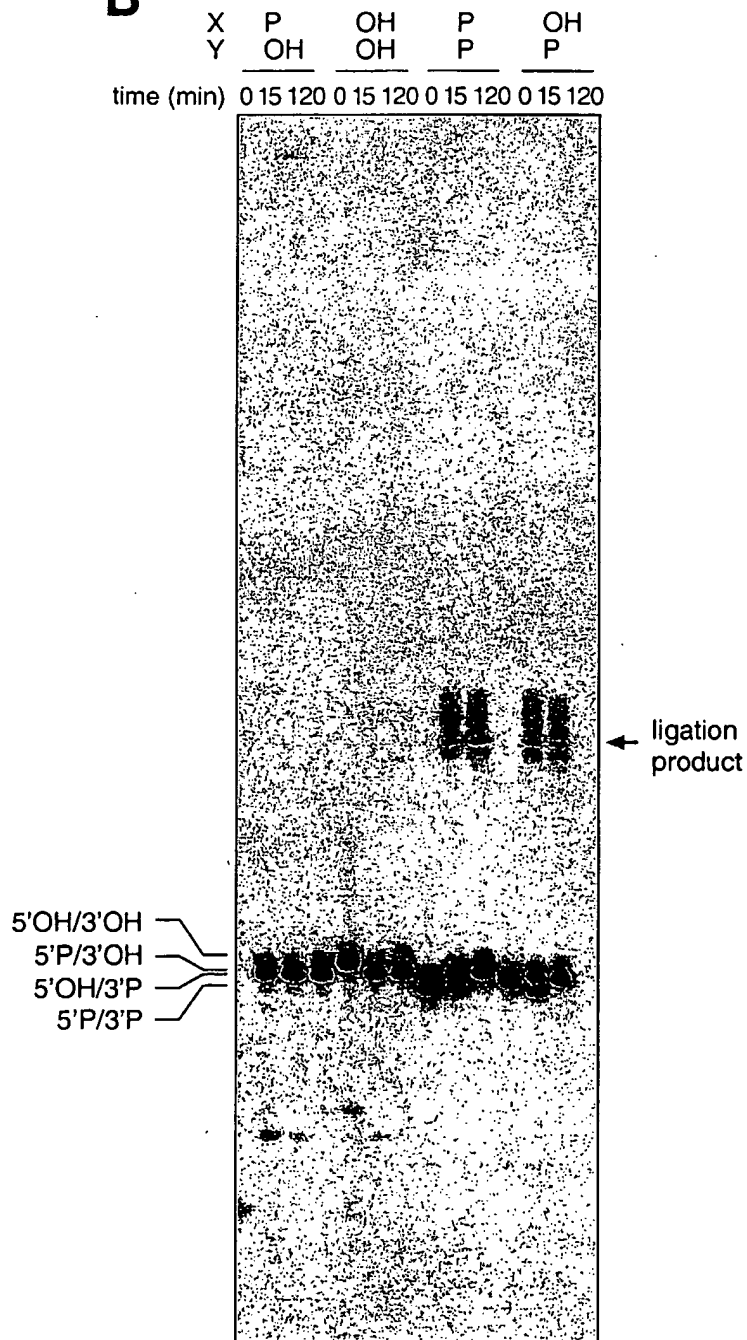 B
X P OH P OH
Y OH OH P P
time (min) 0 15 120 0 15 120 0 15 120 0 15 120
ligation
product
5'OH/3'OH
5'P/3'OH
5'OH/3'P
5'P/3'P